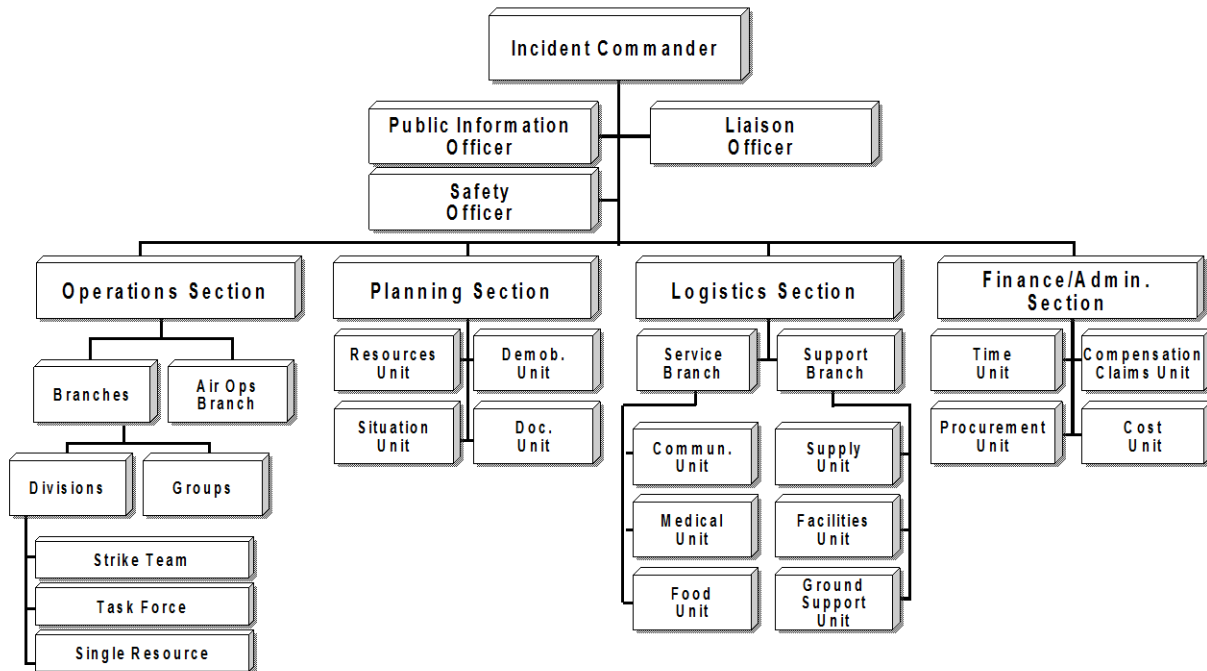 Incident Commander
Public Information
Officer
Liaison
Officer
Safety
Officer
Operations Section
Planning Section
Logistics Section
Finance/Admin.
Section
Branches
Air Ops
Branch
Divisions
Groups
Strike Team
Task Force
Single Resource
Resources
Unit
Demob.
Unit
Situation
Unit
Doc.
Unit
Service
Branch
Support
Branch
Commun.
Unit
Supply
Unit
Medical
Unit
Facilities
Unit
Food
Unit
Ground
Support
Unit
Time
Unit
Compensation
Claims Unit
Procurement
Unit
Cost
Unit